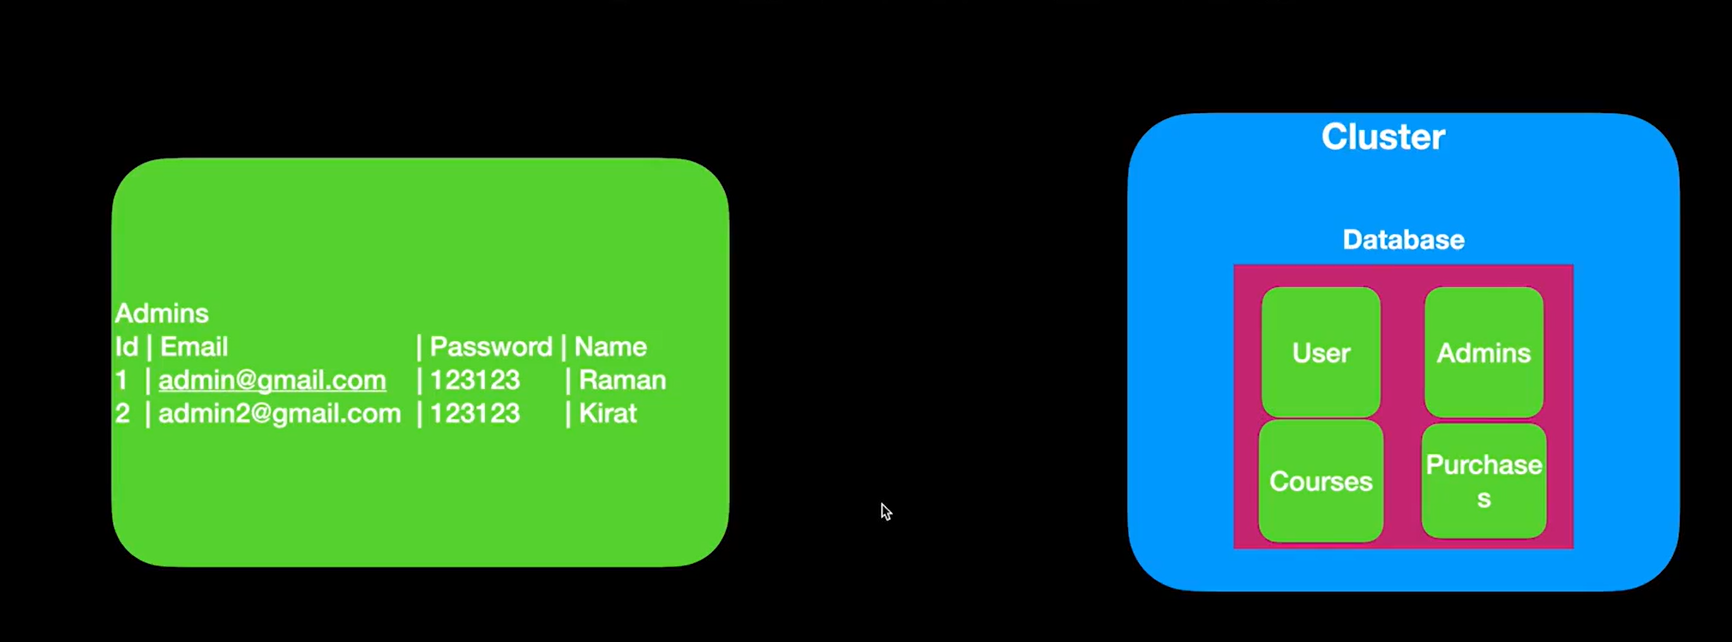 Admins
Id | Email | Password | Name
1 | admin@gmail.com | 123123 | Raman
2 | admin2@gmail.com | 123123 | Kirat
Cluster
Database
User
Admins
Courses
Purchase
s